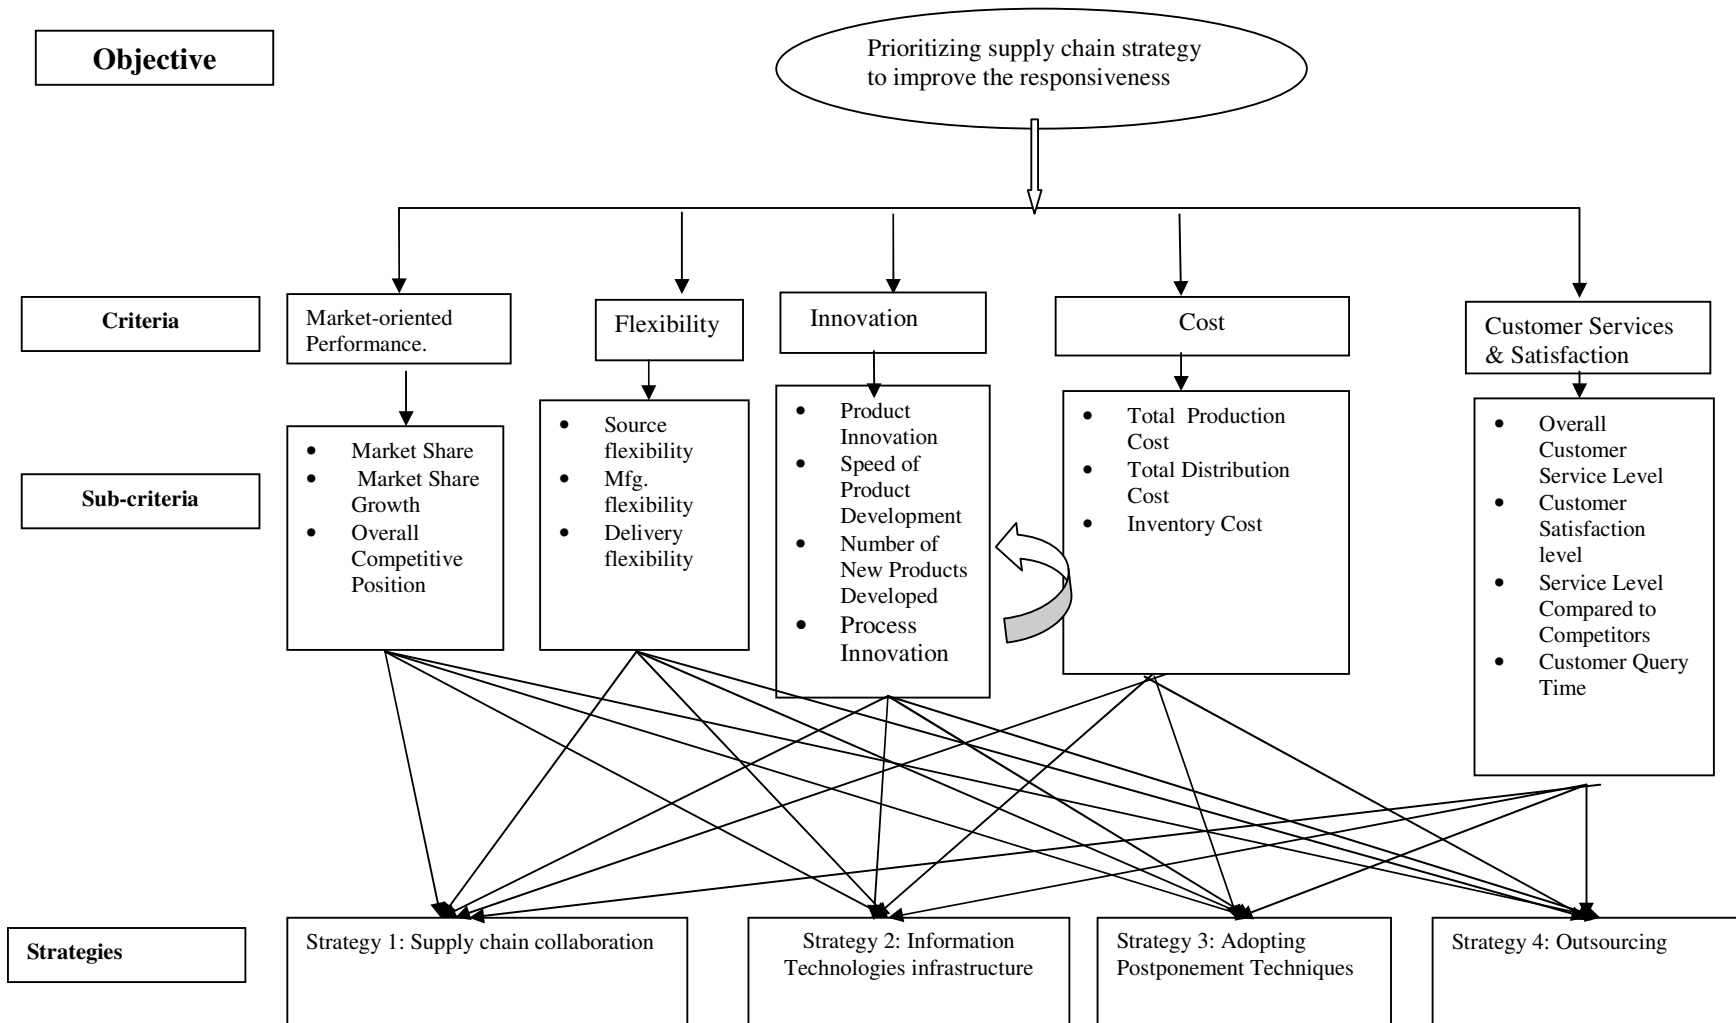 Objective
Prioritizing supply chain strategy
to improve the responsiveness
Criteria
Market-oriented
Performance.
Flexibility
Innovation
Cost
Customer Services
& Satisfaction
Sub-criteria
• Market Share
• Market Share
Growth
• Overall
Competitive
Position
• Source
flexibility
• Mfg.
flexibility
• Delivery
flexibility
• Product
Innovation
• Speed of
Product
Development
• Number of
New Products
Developed
• Process
Innovation
• Total Production
Cost
• Total Distribution
Cost
• Inventory Cost
• Overall
Customer
Service Level
• Customer
Satisfaction
level
• Service Level
Compared to
Competitors
• Customer Query
Time
Strategies
Strategy 1: Supply chain collaboration
Strategy 2: Information
Technologies infrastructure
Strategy 3: Adopting
Postponement Techniques
Strategy 4: Outsourcing